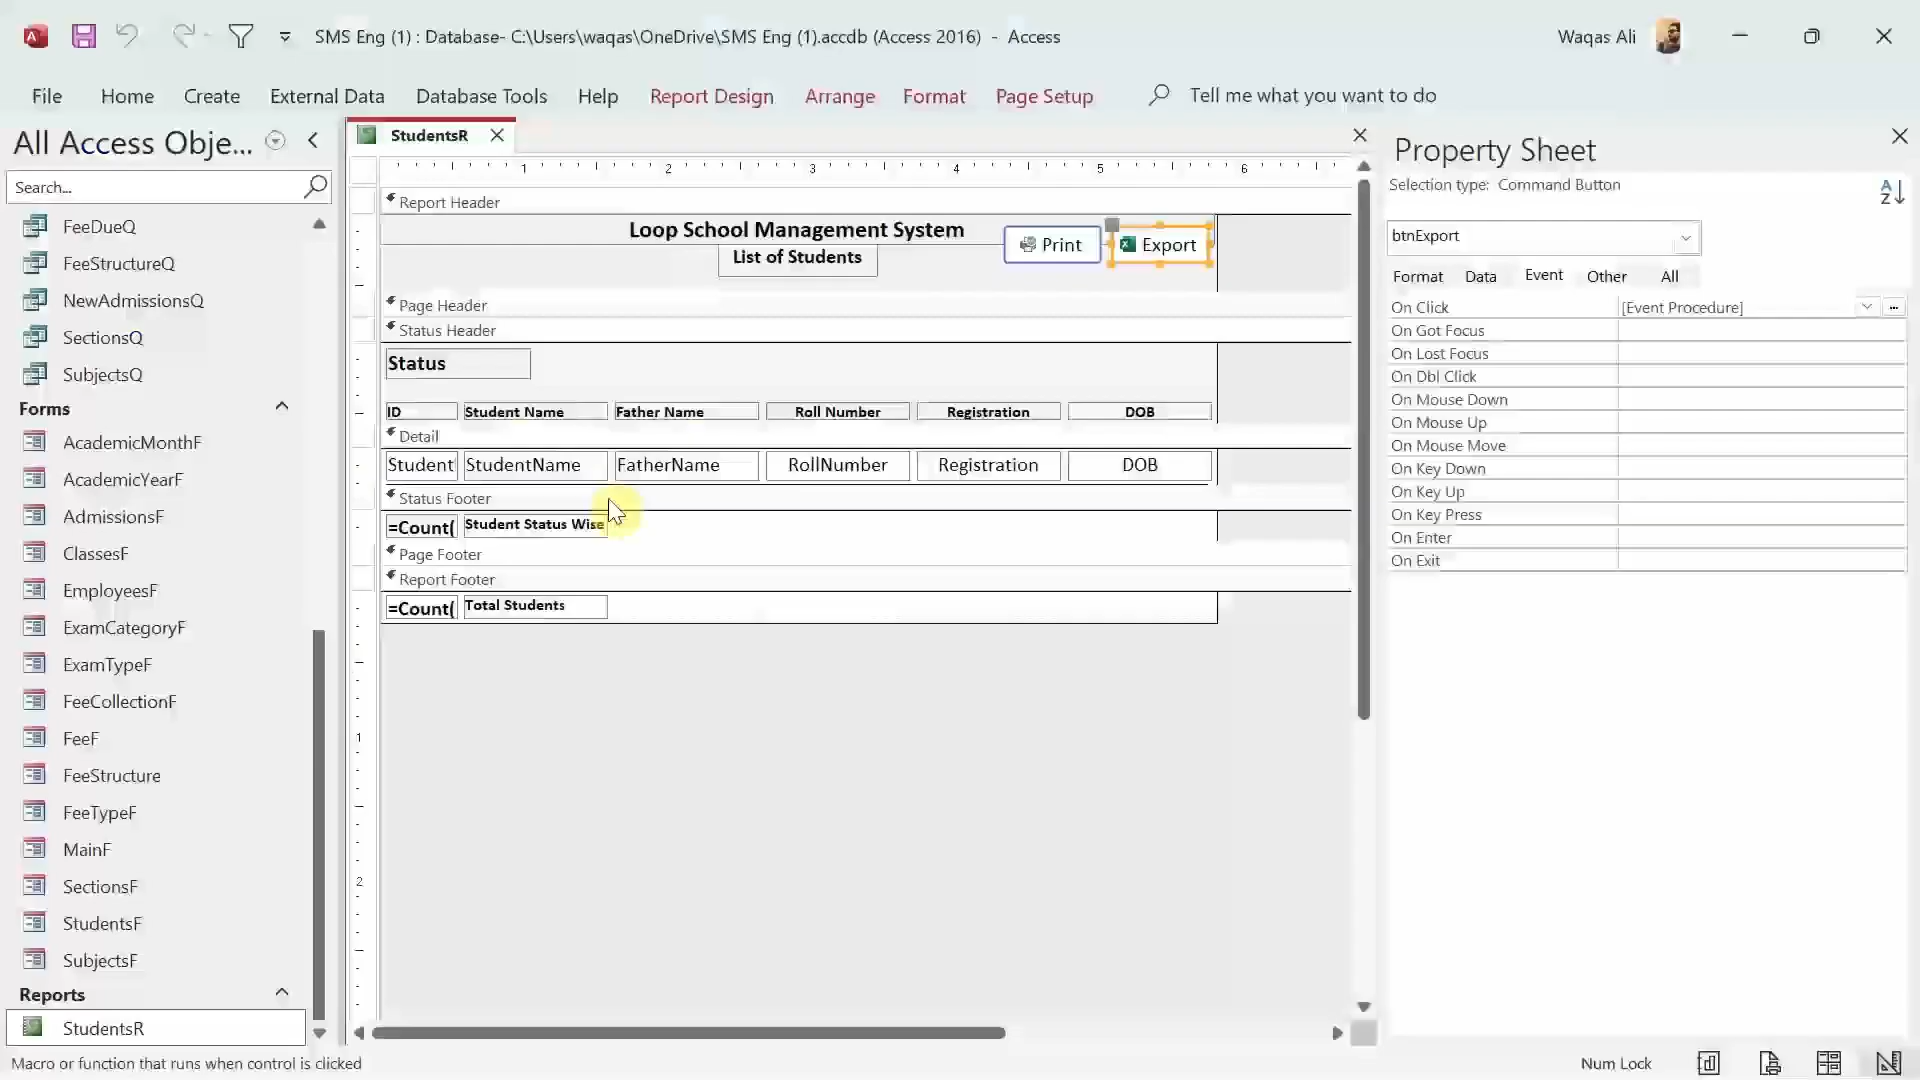 SMS Eng (1) : Database- C:\Users\waqas\OneDrive\SMS Eng (1).accdb (Access 2016) - Access
Waqas Ali
File Home Create External Data Database Tools Help Report Design Arrange Format Page Setup Tell me what you want to do
All Access Obje...
Search...
FeeDueQ
FeeStructureQ
NewAdmissionsQ
SectionsQ
SubjectsQ
Forms
AcademicMonthF
AcademicYearF
AdmissionsF
ClassesF
EmployeesF
ExamCategoryF
ExamTypeF
FeeCollectionF
FeeF
FeeStructure
FeeTypeF
MainF
SectionsF
StudentsF
SubjectsF
Reports
StudentsR
StudentsR
1 2 3 4 5 6
Report Header
Loop School Management System
List of Students
Print Export
Page Header
Status Header
Status
ID Student Name Father Name Roll Number Registration DOB
Detail
Student StudentName FatherName RollNumber Registration DOB
Status Footer
=Count( Student Status Wise
Page Footer
Report Footer
=Count( Total Students
1
2
Property Sheet
Selection type: Command Button
A
Z
btnExport
Format Data Event Other All
On Click [Event Procedure] ...
On Got Focus
On Lost Focus
On Dbl Click
On Mouse Down
On Mouse Up
On Mouse Move
On Key Down
On Key Up
On Key Press
On Enter
On Exit
Macro or function that runs when control is clicked
Num Lock